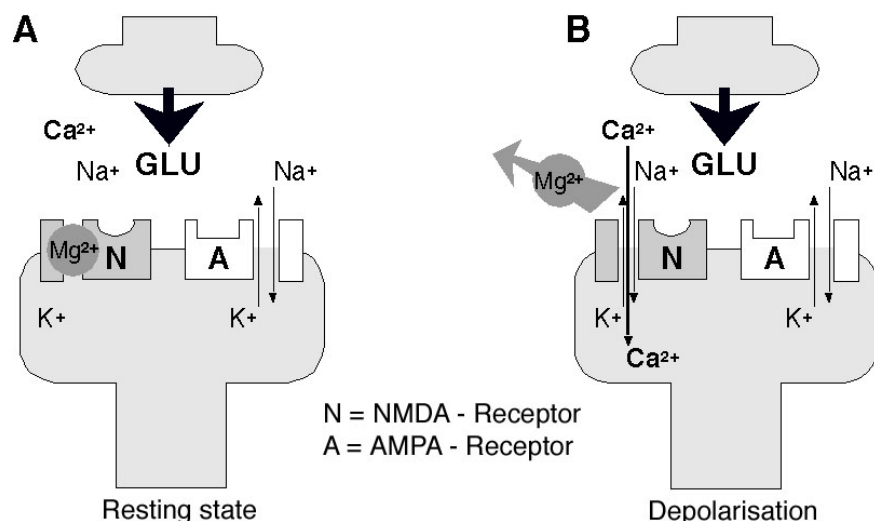 A
Ca²⁺
Na+ GLU Na+
Mg²⁺ N A
K+ K+
Resting state
B
Ca²⁺
Mg²⁺ Na+ GLU Na+
N A
K+ K+
Ca²⁺
Depolarisation
N = NMDA - Receptor
A = AMPA - Receptor